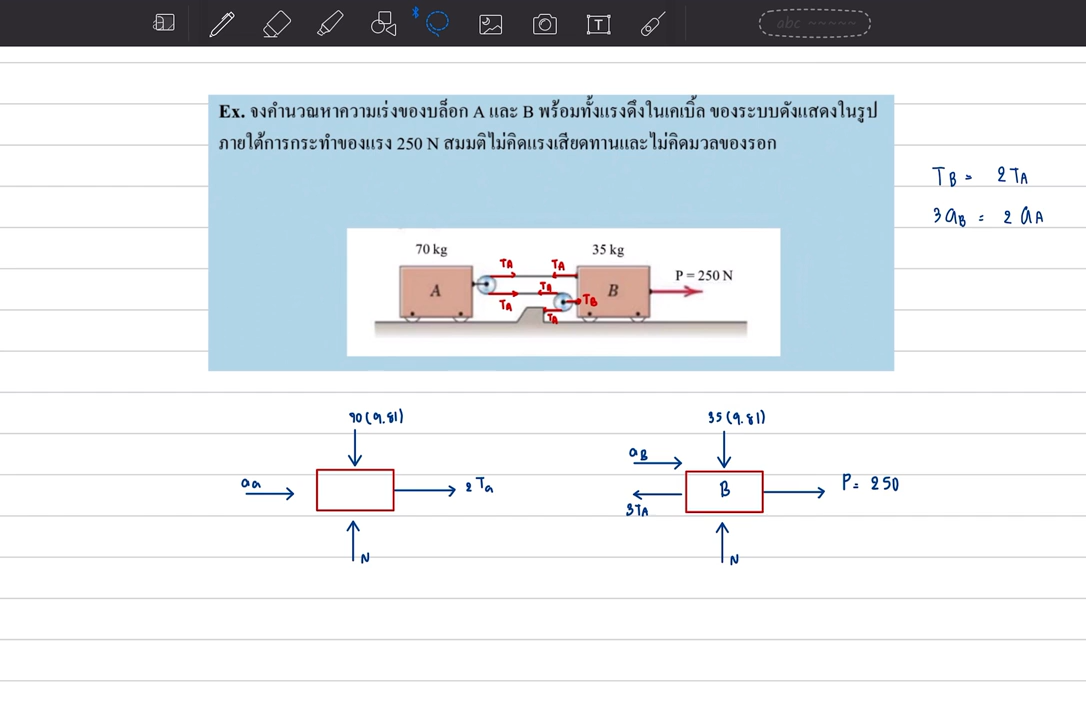 abc
Ex. จงคำนวณหาความเร่งของบล็อก A และ B พร้อมทั้งแรงดึงในเคเบิ้ล ของระบบดังแสดงในรูป
ภายใต้การกระทำของแรง 250 N สมมติไม่คิดแรงเสียดทานและไม่คิดมวลของรอก
TB = 2TA
3aB = 2aA
70 kg
35 kg
P = 250 N
TA
TA
TA
TA
TB
TA
A
B
70(9.81)
aa
2Ta
N
35(9.81)
aB
3TA
B
P = 250
N
T